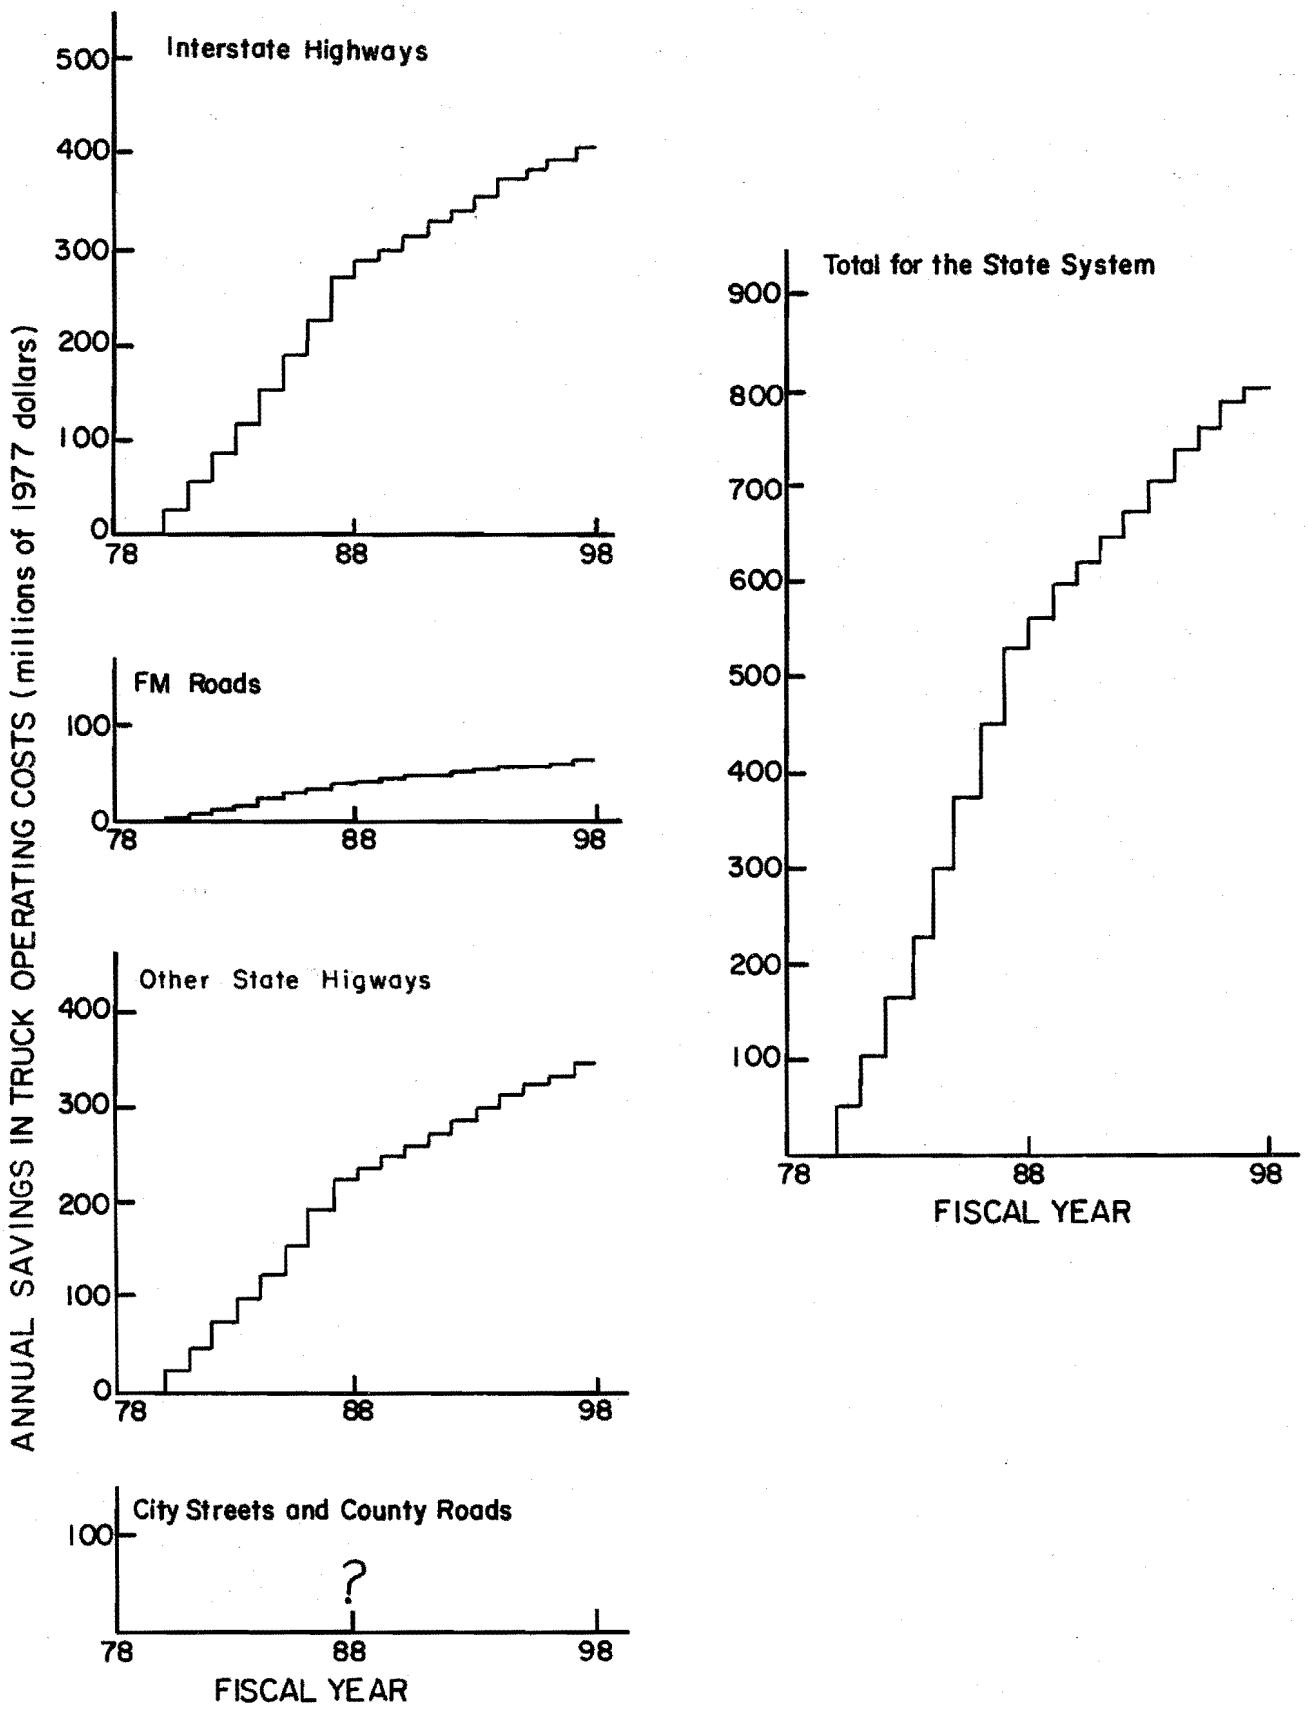 ANNUAL SAVINGS IN TRUCK OPERATING COSTS (millions of 1977 dollars)
Interstate Highways
500
400
300
200
100
0
78 88 98
FM Roads
100
0
78 88 98
Other State Higways
400
300
200
100
0
78 88 98
City Streets and County Roads
100
?
78 88 98
FISCAL YEAR
Total for the State System
900
800
700
600
500
400
300
200
100
78 88 98
FISCAL YEAR